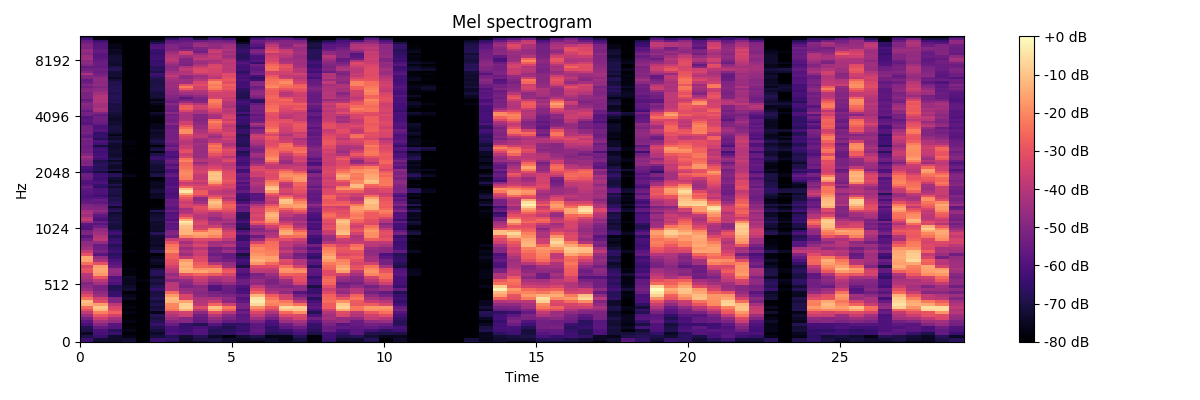 Mel spectrogram
+0 dB
8192
-10 dB
4096
-20 dB
-30 dB
2048
-40 dB
Hz
1024
-50 dB
-60 dB
512
-70 dB
0
-80 dB
0 5 10 15 20 25
Time